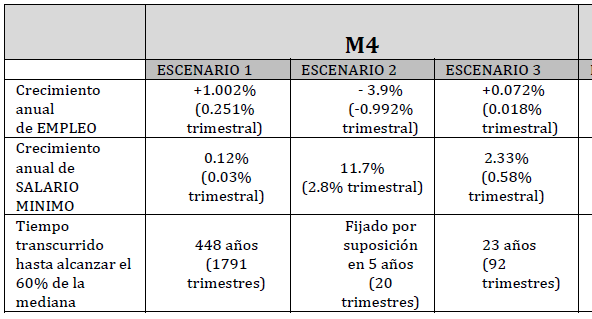 M4
ESCENARIO 1 ESCENARIO 2 ESCENARIO 3
Crecimiento
anual
de EMPLEO
+1.002%
(0.251%
trimestral)
- 3.9%
(-0.992%
trimestral)
+0.072%
(0.018%
trimestral)
Crecimiento
anual de
SALARIO
MINIMO
0.12%
(0.03%
trimestral)
11.7%
(2.8% trimestral)
2.33%
(0.58%
trimestral)
Tiempo
transcurrido
hasta alcanzar el
60% de la
mediana
448 años
(1791
trimestres)
Fijado por
suposición
en 5 años
(20
trimestres)
23 años
(92
trimestres)